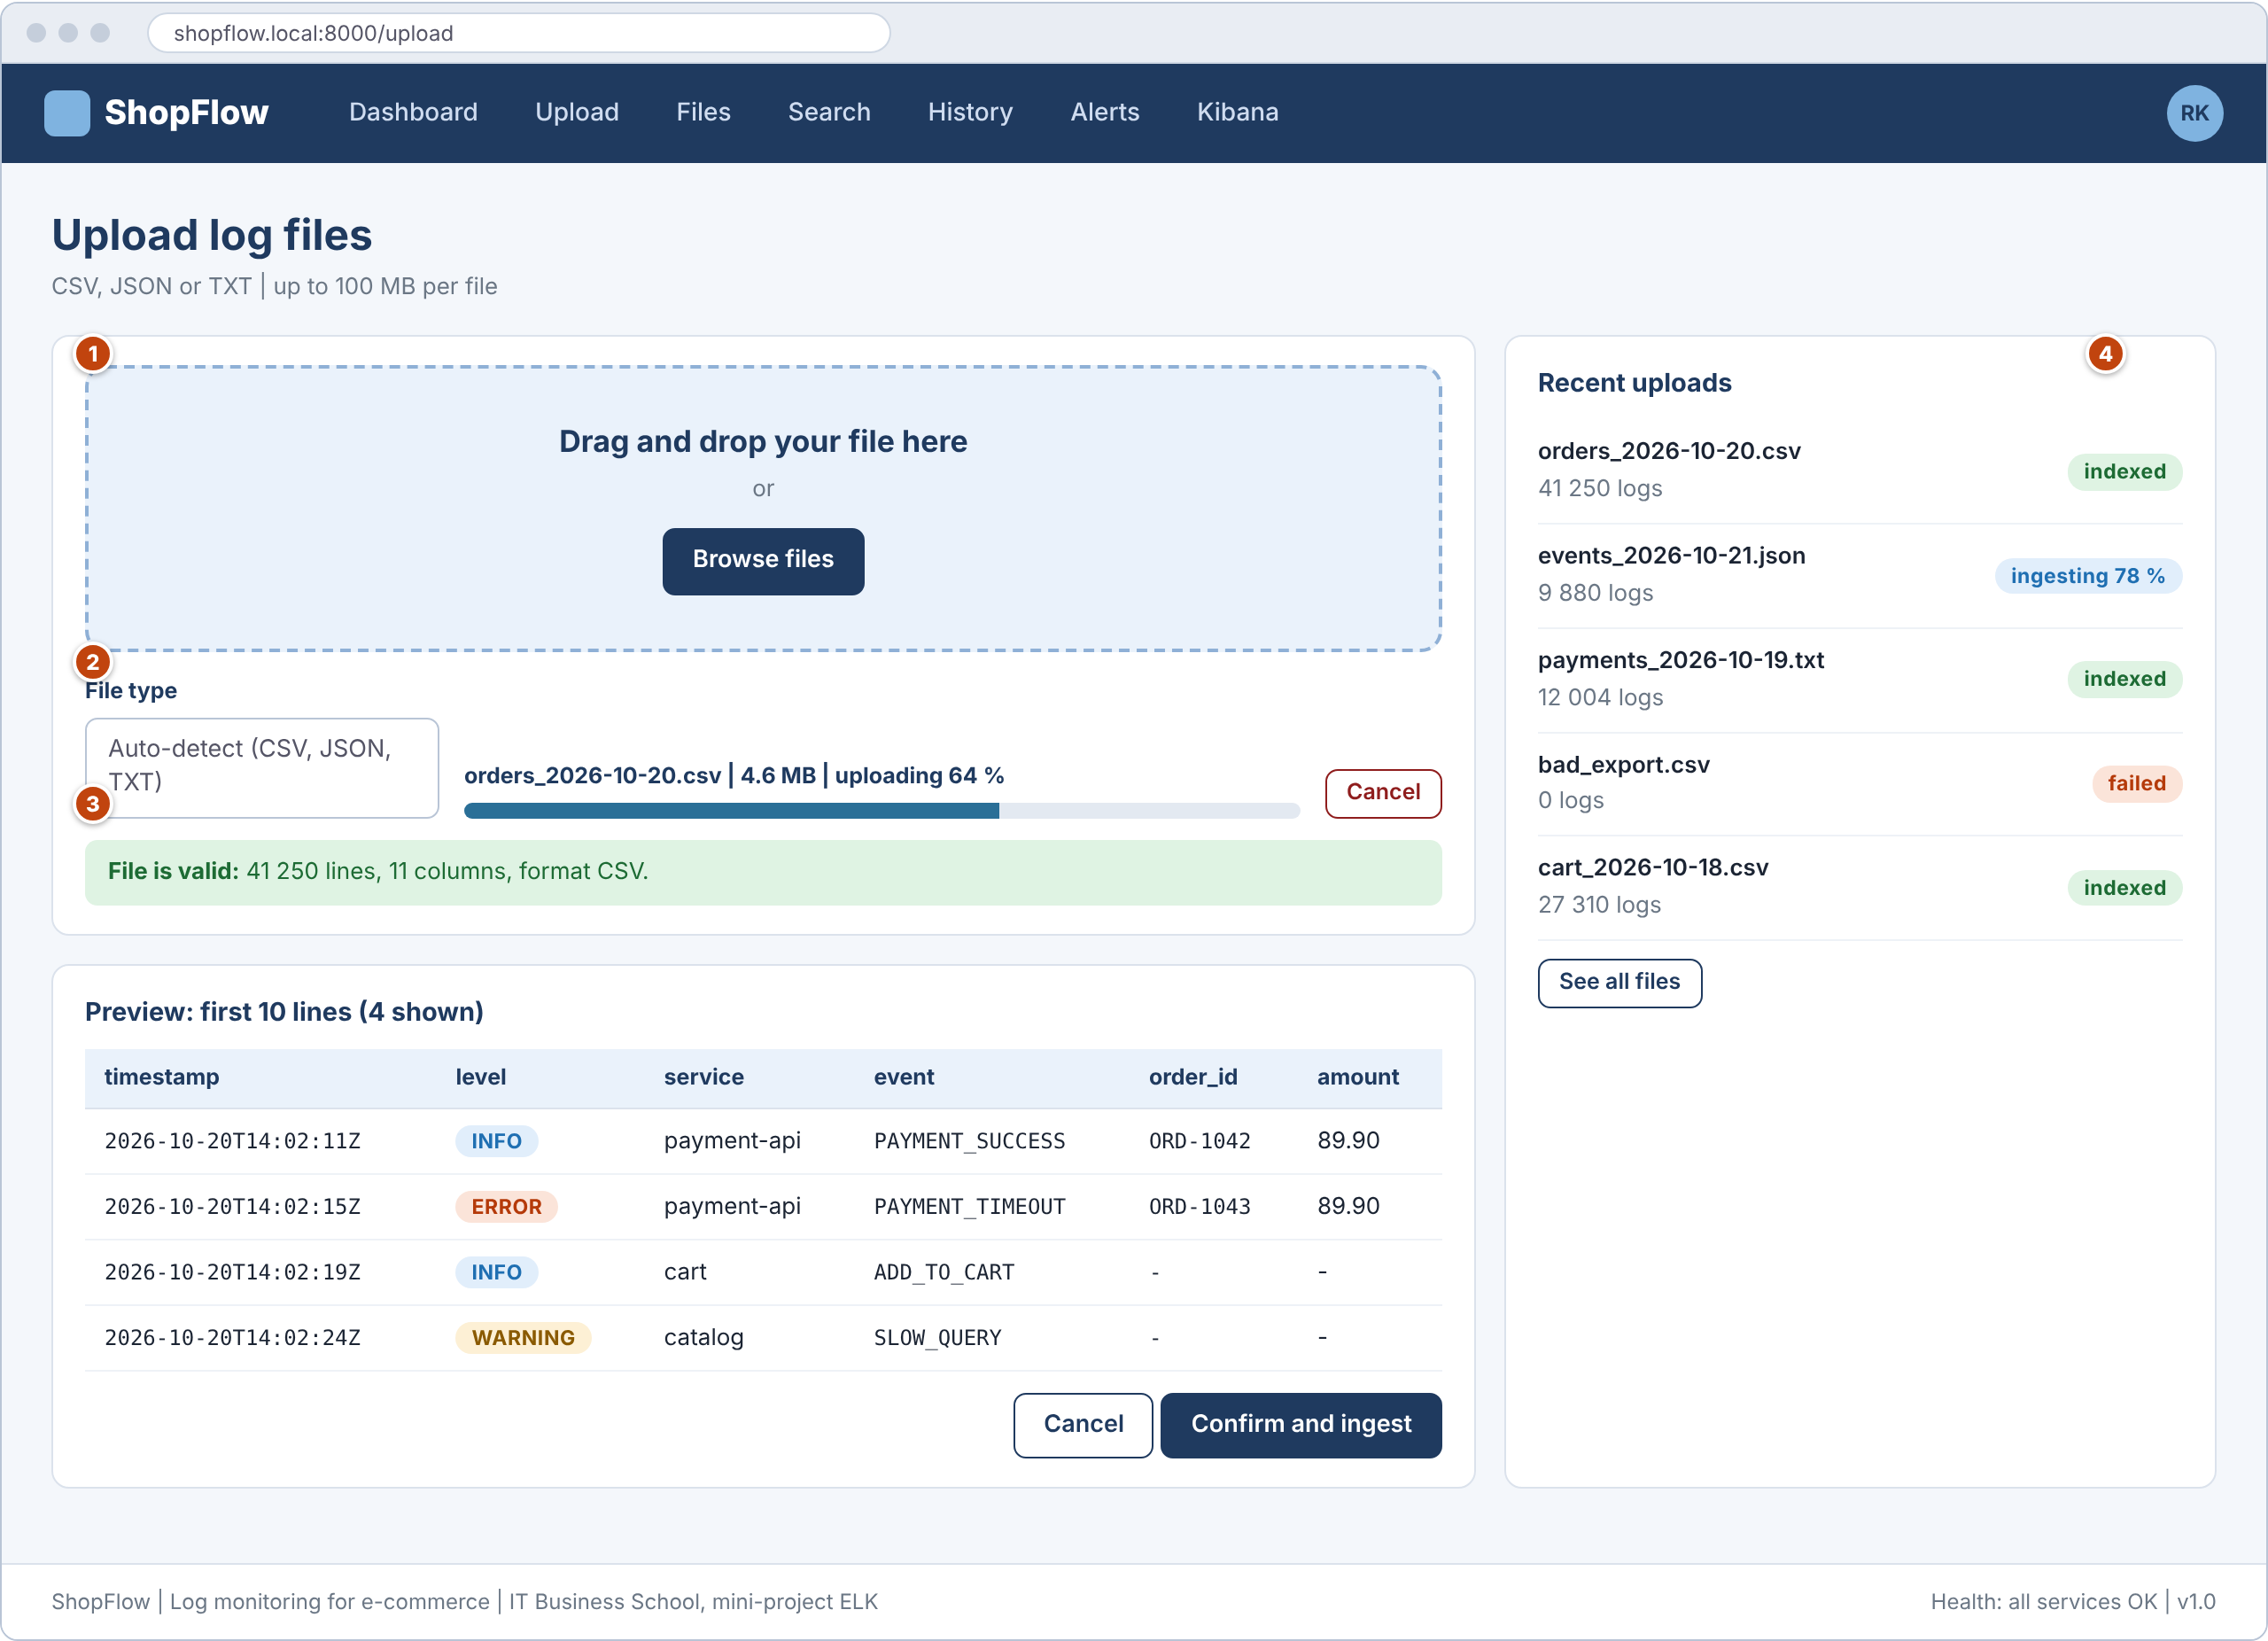 shopflow.local:8000/upload
ShopFlow Dashboard Upload Files Search History Alerts Kibana RK
Upload log files
CSV, JSON or TXT | up to 100 MB per file
1
Drag and drop your file here
or
Browse files
2
File type
Auto-detect (CSV, JSON,
TXT)
3
orders_2026-10-20.csv | 4.6 MB | uploading 64 %
Cancel
File is valid: 41 250 lines, 11 columns, format CSV.
Preview: first 10 lines (4 shown)
timestamp level service event order_id amount
2026-10-20T14:02:11Z INFO payment-api PAYMENT_SUCCESS ORD-1042 89.90
2026-10-20T14:02:15Z ERROR payment-api PAYMENT_TIMEOUT ORD-1043 89.90
2026-10-20T14:02:19Z INFO cart ADD_TO_CART - -
2026-10-20T14:02:24Z WARNING catalog SLOW_QUERY - -
Cancel Confirm and ingest
4
Recent uploads
orders_2026-10-20.csv
41 250 logs
indexed
events_2026-10-21.json
9 880 logs
ingesting 78 %
payments_2026-10-19.txt
12 004 logs
indexed
bad_export.csv
0 logs
failed
cart_2026-10-18.csv
27 310 logs
indexed
See all files
ShopFlow | Log monitoring for e-commerce | IT Business School, mini-project ELK
Health: all services OK | v1.0